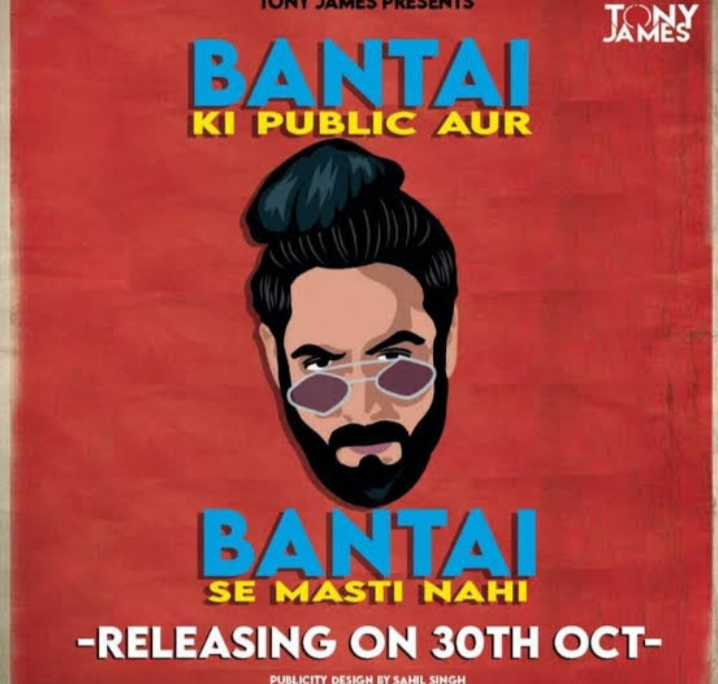 TONY JAMES PRESENTS
TONY
JAMES
BANTAI
KI PUBLIC AUR
BANTAI
SE MASTI NAHI
-RELEASING ON 30TH OCT-
PUBLICITY DESIGN BY SAHIL SINGH